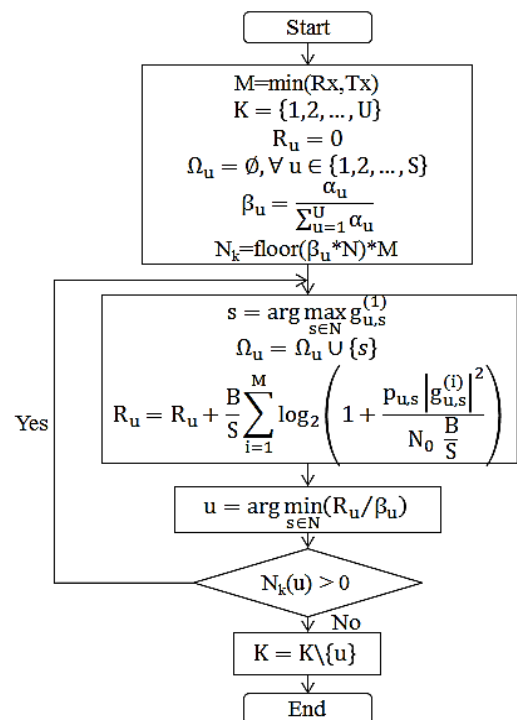 Start
M=min(Rx,Tx)
K = {1,2, …, U}
R_u = 0
Ω_u = ∅, ∀ u ∈ {1,2, …, S}
β_u = α_u / ∑_{u=1}^{U} α_u
N_k=floor(β_u*N)*M
s = arg max_{s∈N} g_{u,s}^{(1)}
Ω_u = Ω_u ∪ {s}
R_u = R_u + B/S ∑_{i=1}^{M} log_2(1 + p_{u,s} |g_{u,s}^{(i)}|^2 / N_0 B/S)
Yes
u = arg min_{s∈N}(R_u/β_u)
N_k(u) > 0
No
K = K\{u}
End